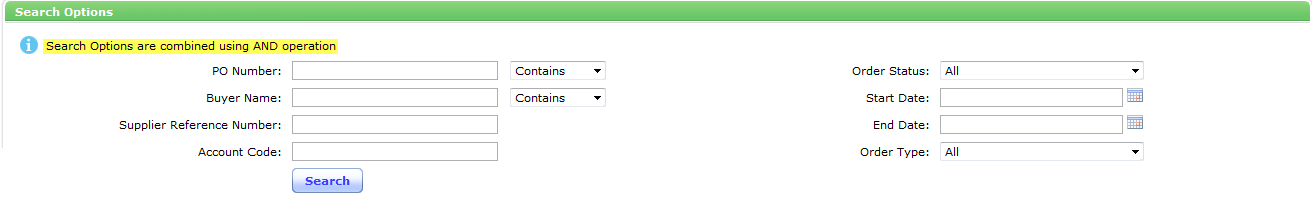 Search Options
Search Options are combined using AND operation
PO Number: Contains Order Status: All
Buyer Name: Contains Start Date:
Supplier Reference Number: End Date:
Account Code: Order Type: All
Search